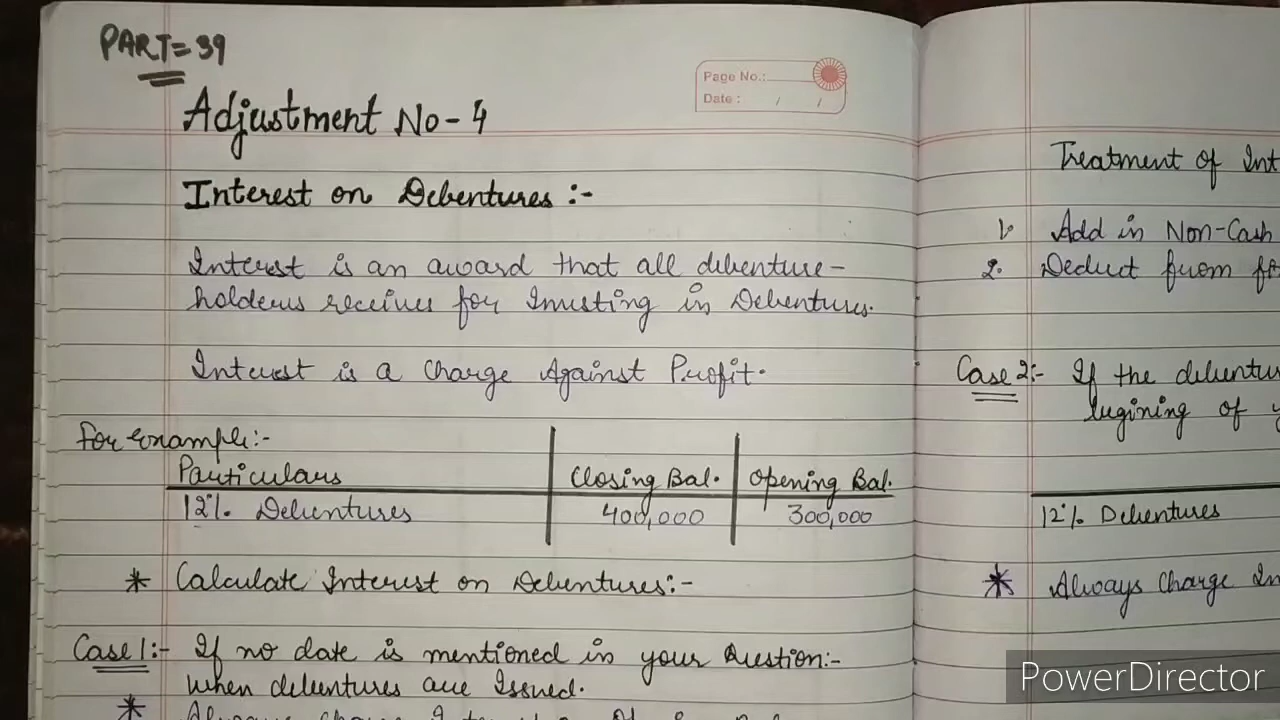 PART=39
Page No.:
Date : / /
Adjustment No-4
Interest on Debentures :-
Interest is an award that all debenture-
holders receives for Investing in Debentures.
Interest is a Charge Against Profit.
For Example:-
Particulars Closing Bal. Opening Bal.
12% Debentures 400,000 300,000
* Calculate Interest on Debentures:-
Case 1:- If no date is mentioned in your Question:-
when debentures are Issued.
*
Treatment of Int
1. Add in Non-Cash
2. Deduct from
Case 2:- If the debentur
begining of y
12% Debentures
* Always Charge In
PowerDirector